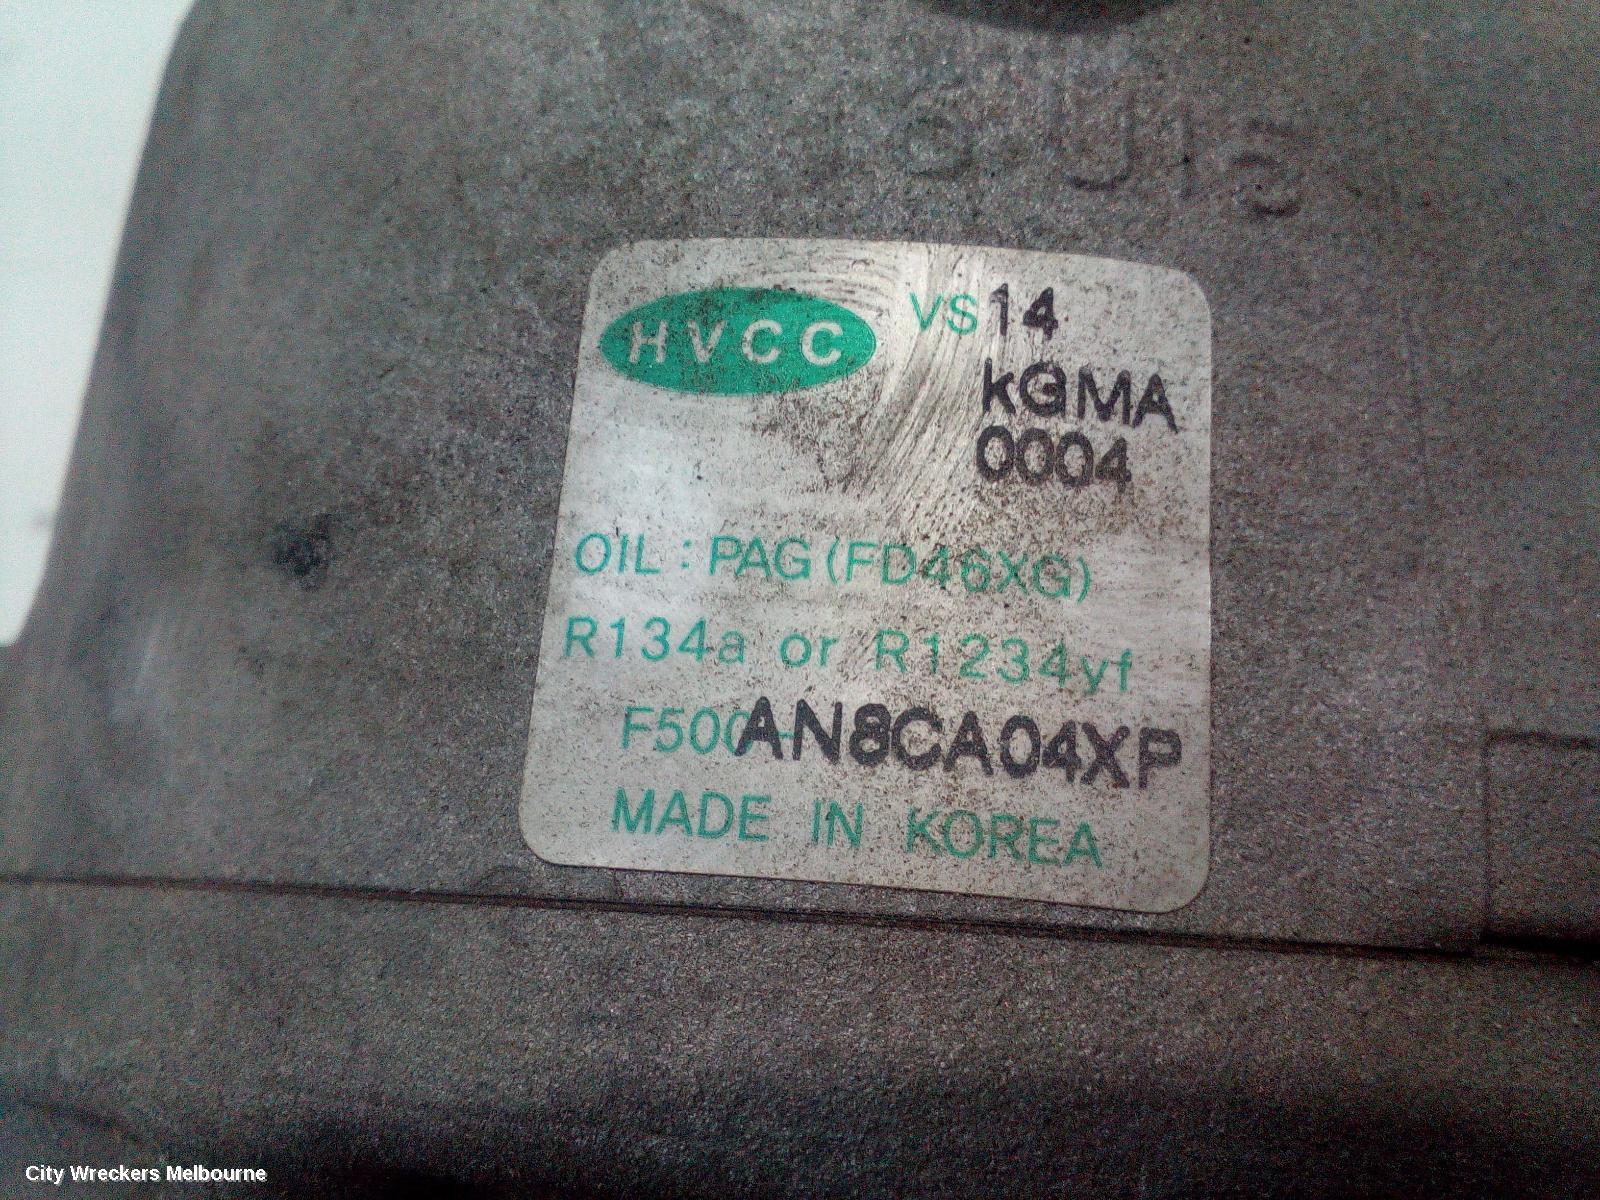 HVCC VS14
kGMA
0004
OIL : PAG (FD46XG)
R134a or R1234yf
F500-AN8CA04XP
MADE IN KOREA
City Wreckers Melbourne